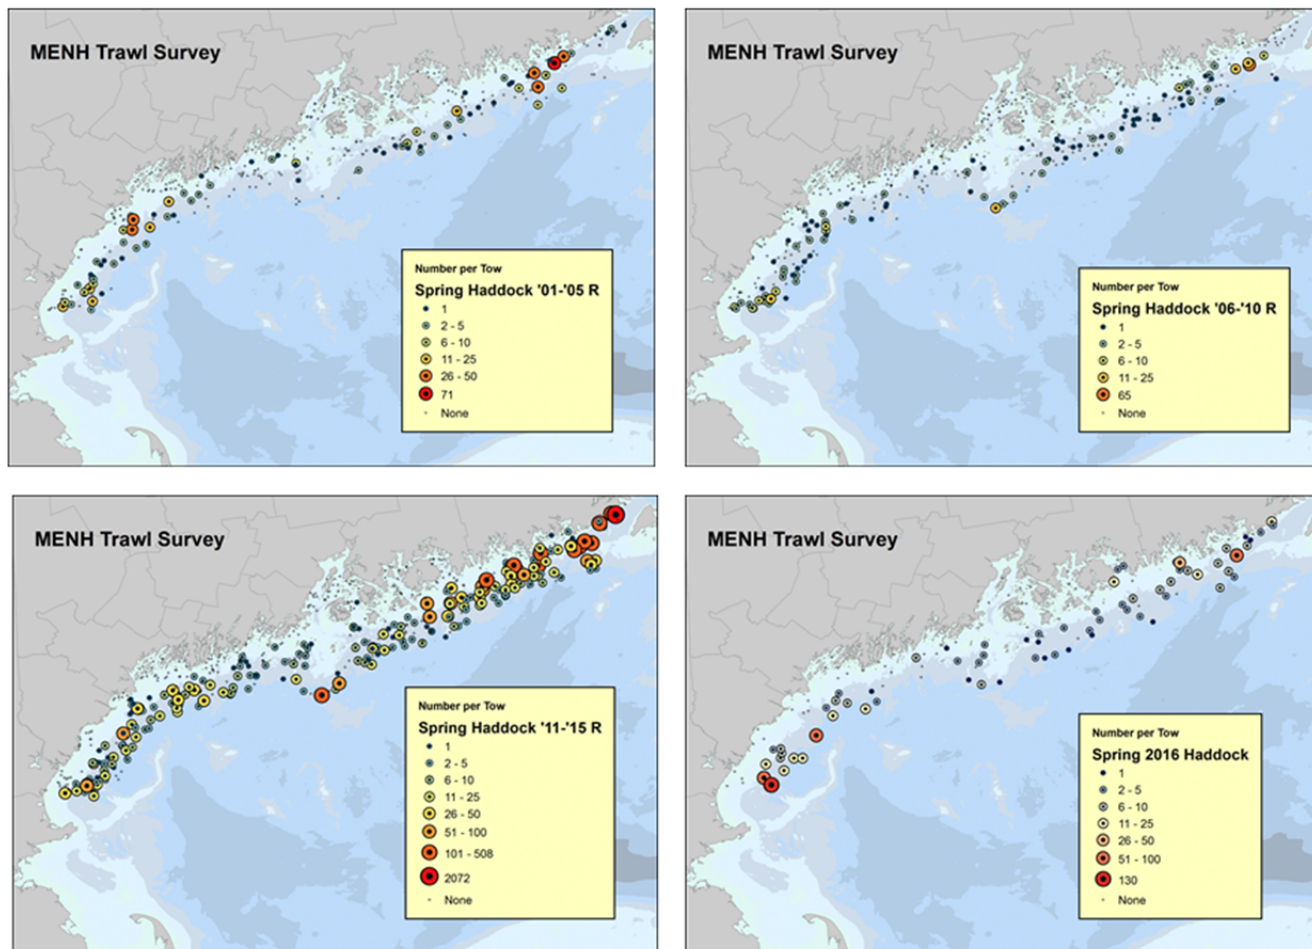 MENH Trawl Survey
Number per Tow
Spring Haddock '01-'05 R
1
2 - 5
6 - 10
11 - 25
26 - 50
71
None
MENH Trawl Survey
Number per Tow
Spring Haddock '06-'10 R
1
2 - 5
6 - 10
11 - 25
65
None
MENH Trawl Survey
Number per Tow
Spring Haddock '11-'15 R
1
2 - 5
6 - 10
11 - 25
26 - 50
51 - 100
101 - 508
2072
None
MENH Trawl Survey
Number per Tow
Spring 2016 Haddock
1
2 - 5
6 - 10
11 - 25
26 - 50
51 - 100
130
None